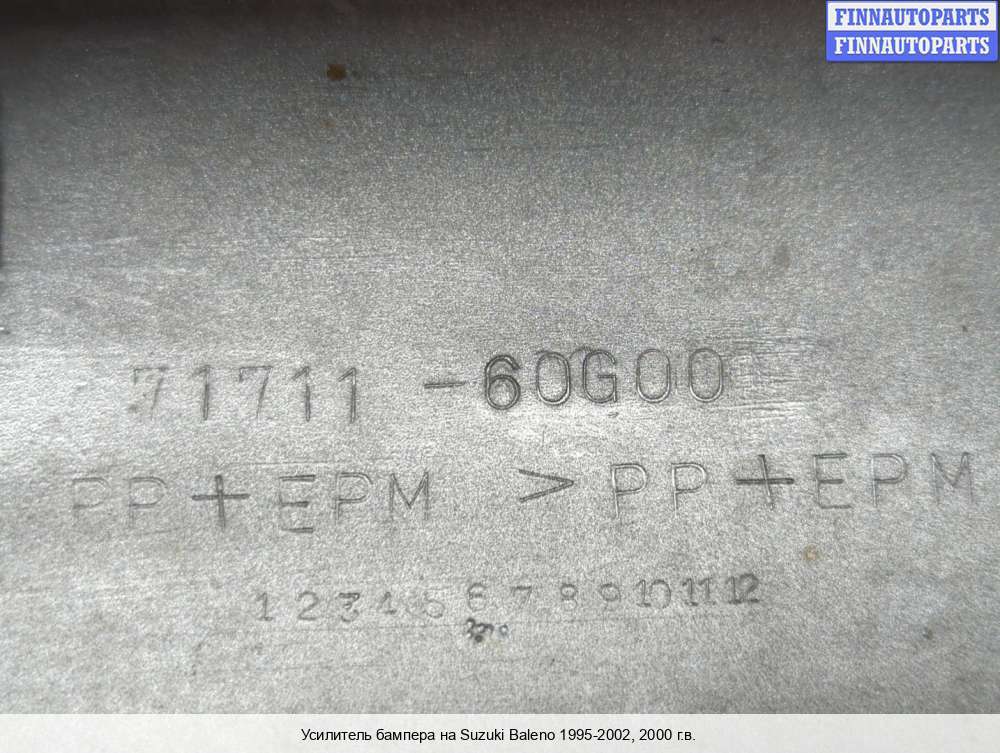 FINNAUTOPARTS
FINNAUTOPARTS
71711-60G00
PP+EPM > PP+EPM
1 2 3 4 5 6 7 8 9 10 11 12
Усилитель бампера на Suzuki Baleno 1995-2002, 2000 г.в.